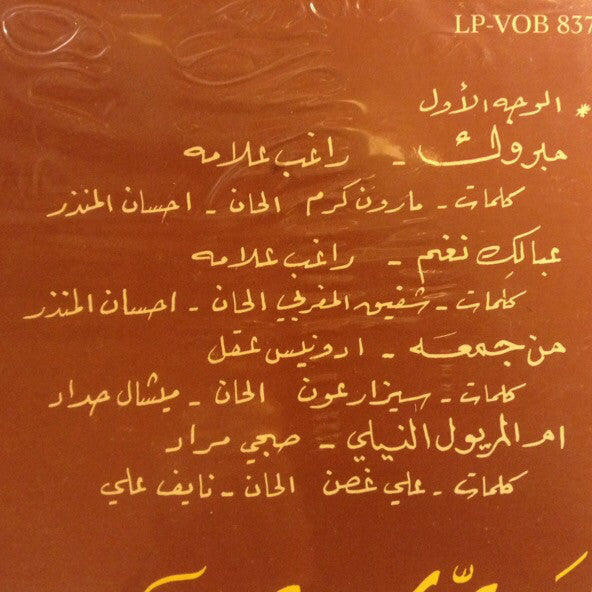 LP-VOB 837
* الوجه الأول
مبروك - راغب علامه
كلمات - مارون كرم الحان - احسان المنذر
عبالك نغم - راغب علامه
كلمات - شفيق المغربي الحان - احسان المنذر
من جمعه - ادونيس عقل
كلمات - سيزار عون الحان - ميشال حداد
ام المريول النيلي - صبحي مراد
كلمات - علي غصن الحان - نايف علي